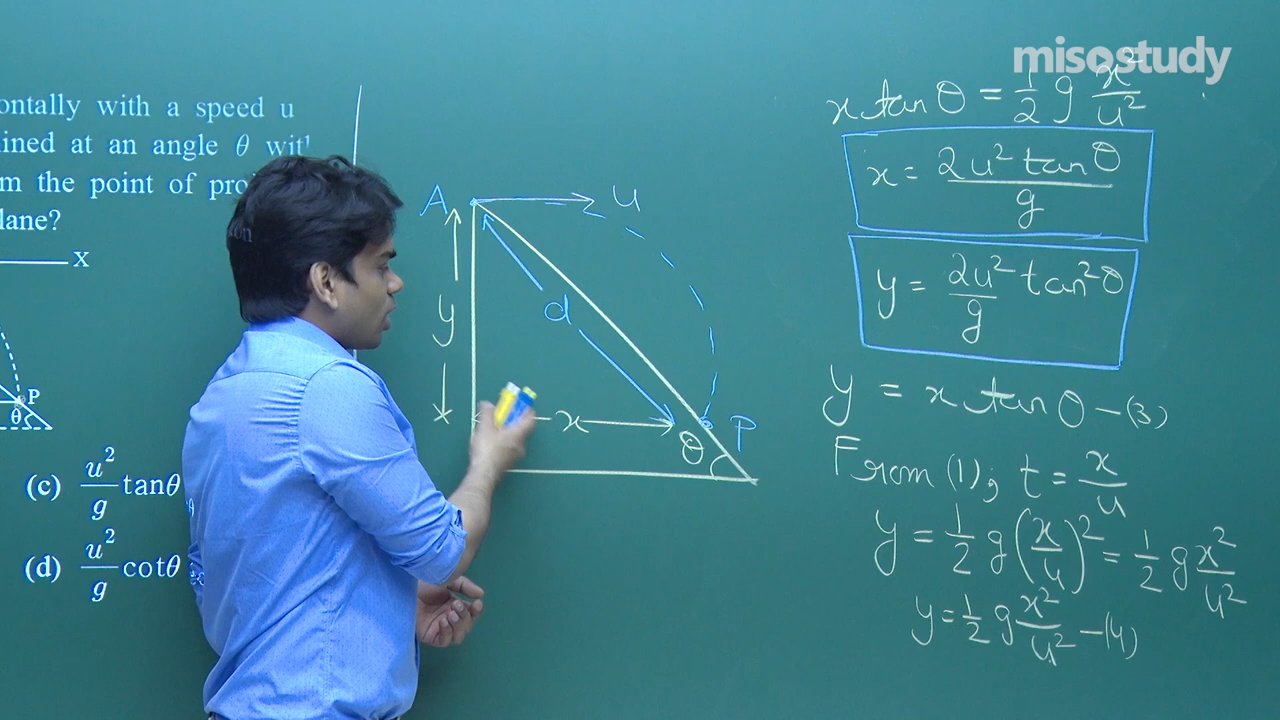 misostudy
ontally with a speed u
ined at an angle θ wit
m the point of pro
lane?
x
P
θ
(c) u²/g tanθ
(d) u²/g cotθ
A
u
y
d
x
θ
P
x tan θ = 1/2 g x²/u²
x = 2u² tan θ/g
y = 2u²/g tan² θ
y = x tan θ – (3)
From (1); t = x/u
y = 1/2 g (x/u)² = 1/2 g x²/u²
y = 1/2 g x²/u² – (4)